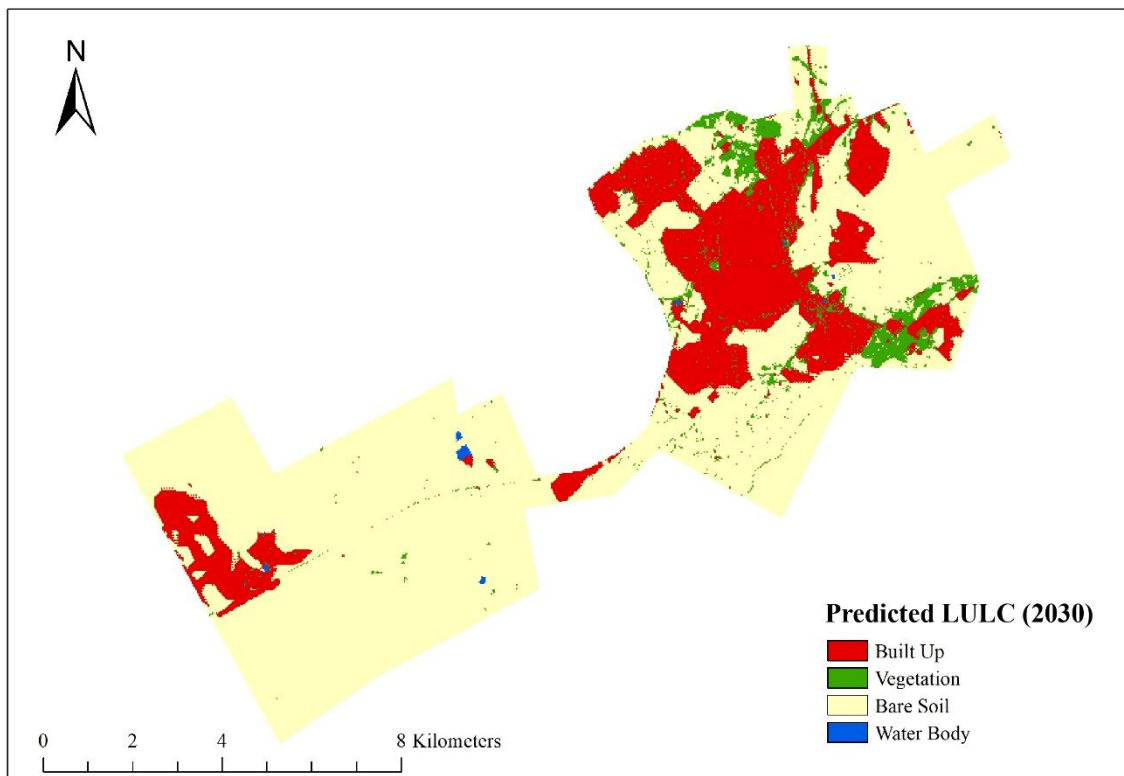 N
Predicted LULC (2030)
Built Up
Vegetation
Bare Soil
Water Body
0 2 4 8 Kilometers